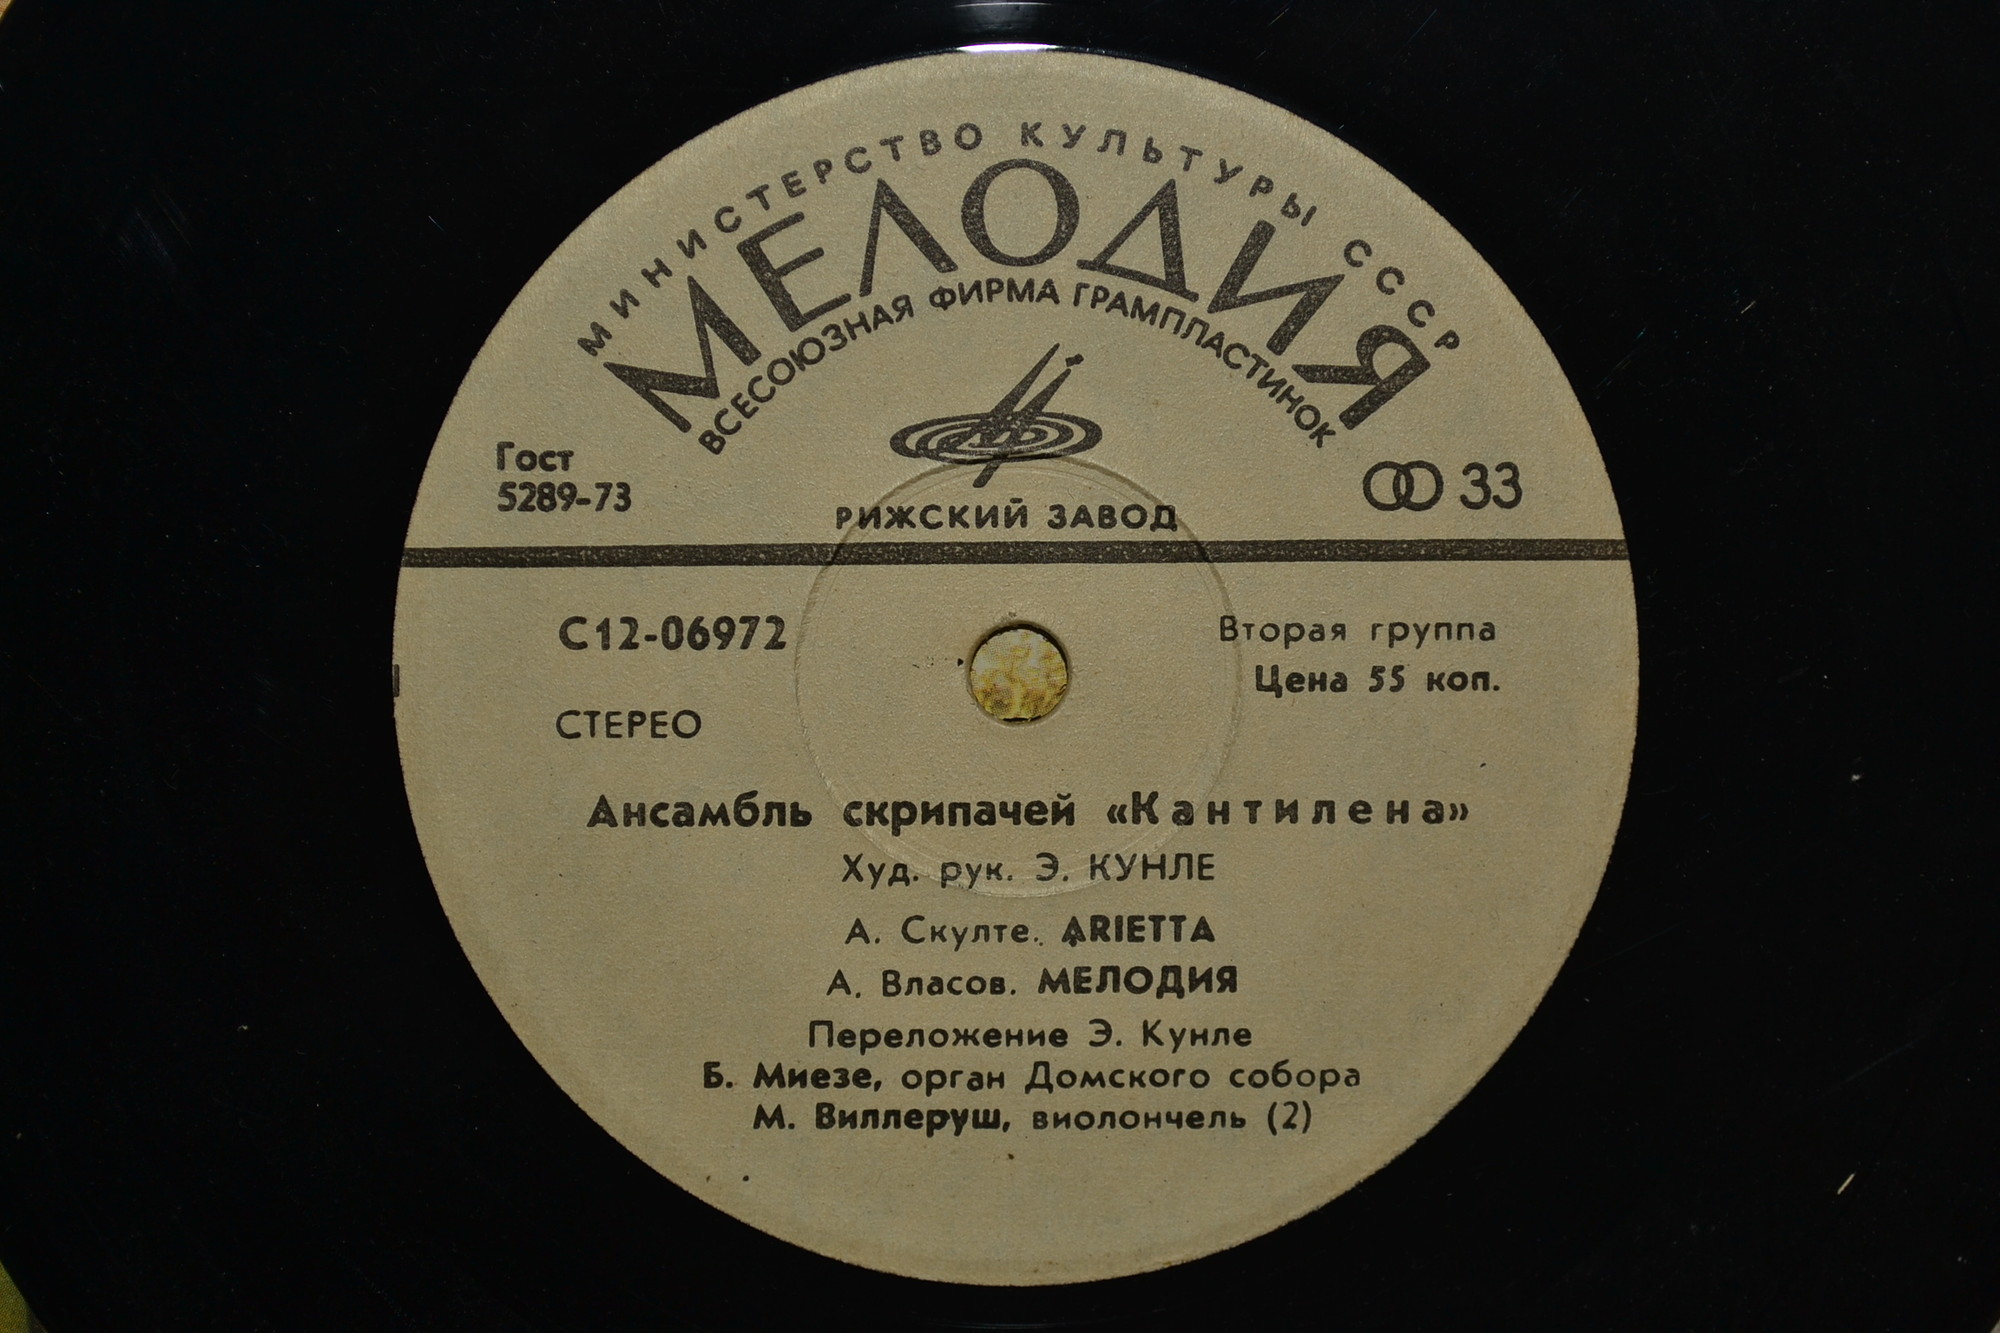 МИНИСТЕРСТВО КУЛЬТУРЫ СССР
МЕЛОДИЯ
ВСЕСОЮЗНАЯ ФИРМА ГРАМПЛАСТИНОК
Гост
5289-73
33
РИЖСКИЙ ЗАВОД
С12-06972
Вторая группа
Цена 55 коп.
СТЕРЕО
Ансамбль скрипачей «Кантилена»
Худ. рук. Э. КУНЛЕ
А. Скулте. ARIETTA
А. Власов. МЕЛОДИЯ
Переложение Э. Кунле
Б. Миезе, орган Домского собора
М. Виллеруш, виолончель (2)